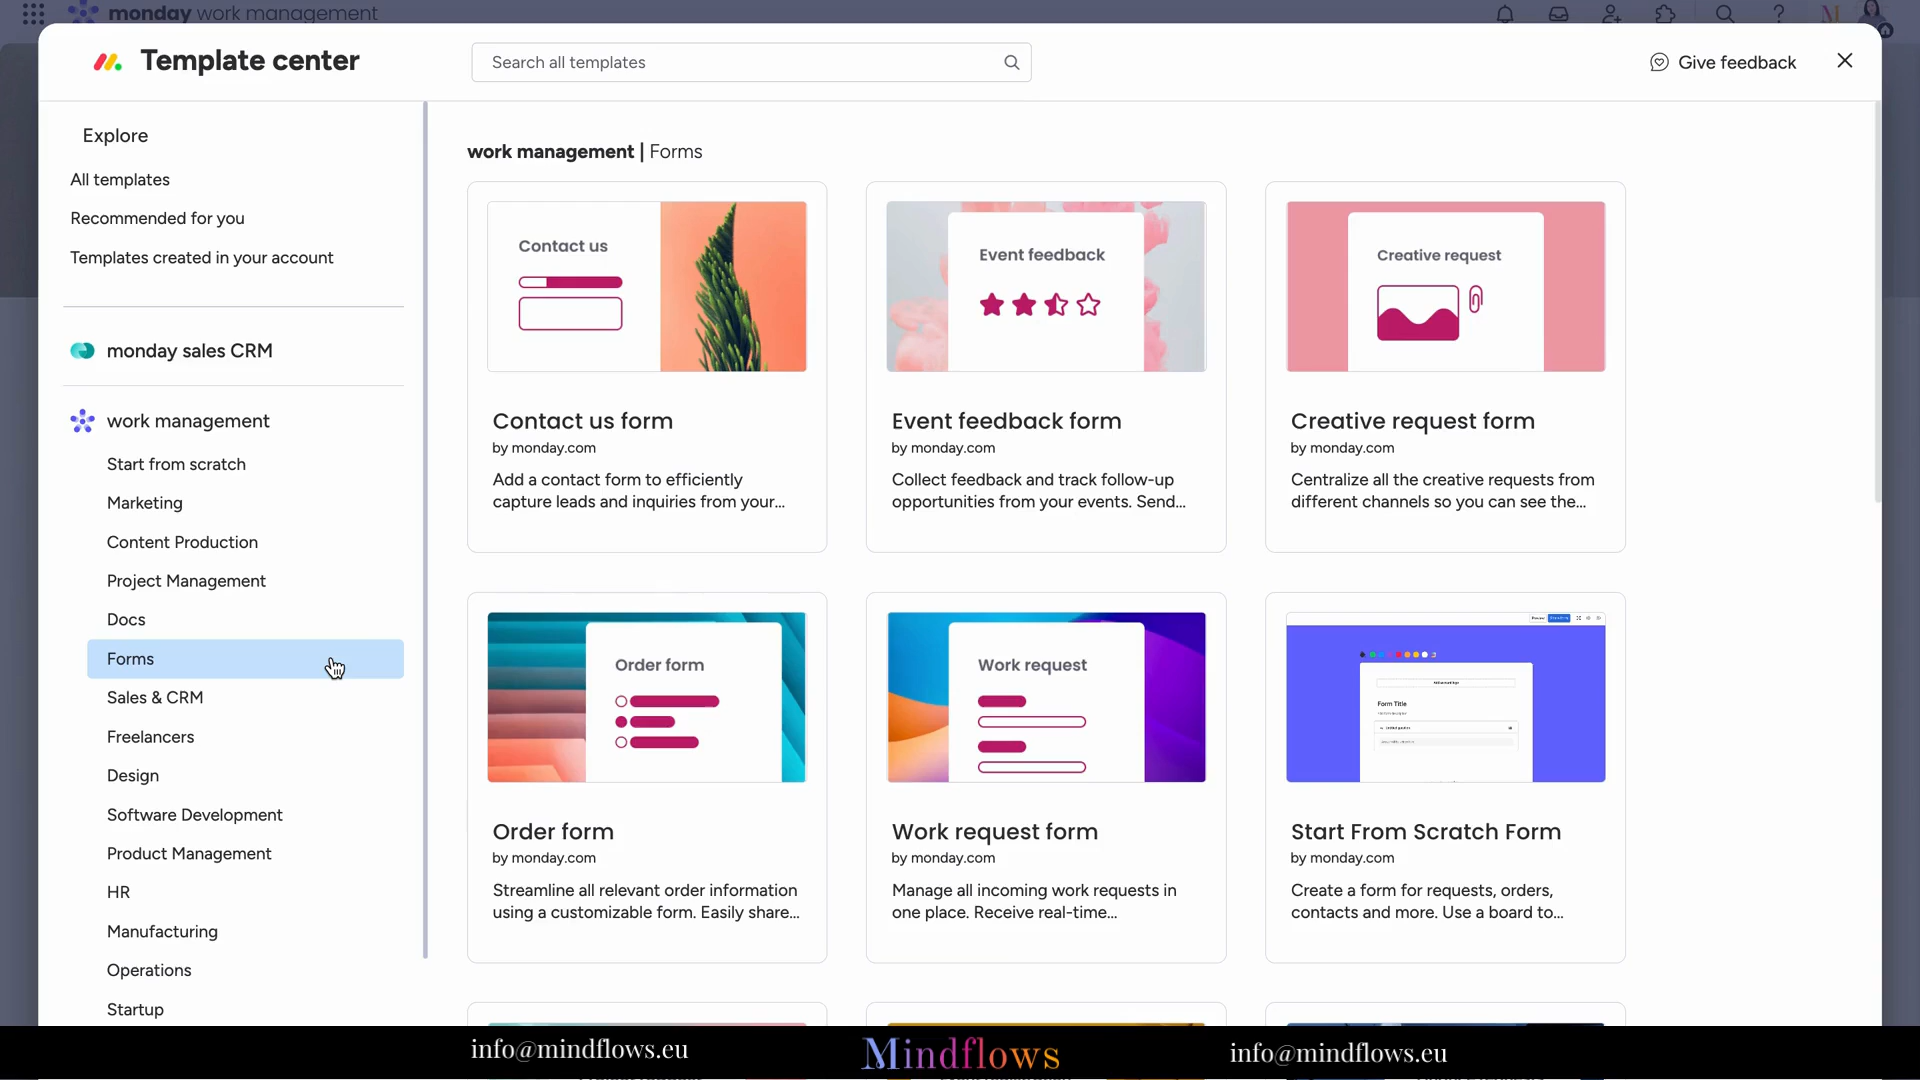 monday work management
Template center
Search all templates
Give feedback
Explore
All templates
Recommended for you
Templates created in your account
monday sales CRM
work management
Start from scratch
Marketing
Content Production
Project Management
Docs
Forms
Sales & CRM
Freelancers
Design
Software Development
Product Management
HR
Manufacturing
Operations
Startup
work management | Forms
Contact us
Event feedback
Creative request
Contact us form
by monday.com
Add a contact form to efficiently
capture leads and inquiries from your...
Event feedback form
by monday.com
Collect feedback and track follow-up
opportunities from your events. Send...
Creative request form
by monday.com
Centralize all the creative requests from
different channels so you can see the...
Order form
Work request
Form Title
Order form
by monday.com
Streamline all relevant order information
using a customizable form. Easily share...
Work request form
by monday.com
Manage all incoming work requests in
one place. Receive real-time...
Start From Scratch Form
by monday.com
Create a form for requests, orders,
contacts and more. Use a board to...
info@mindflows.eu
Mindflows
info@mindflows.eu